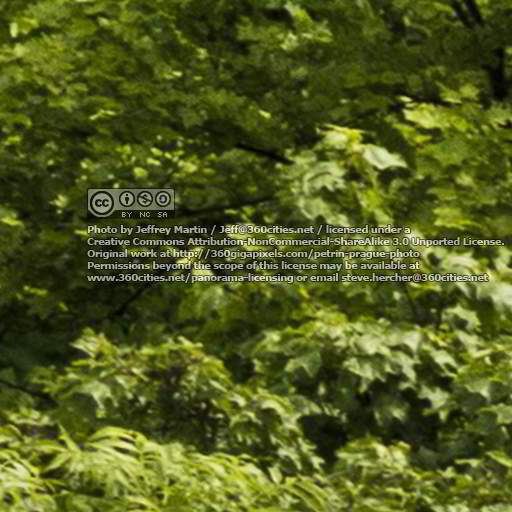 cc
BY NC SA
Photo by Jeffrey Martin / Jeff@360cities.net / licensed under a
Creative Commons Attribution-NonCommercial-ShareAlike 3.0 Unported License.
Original work at http://360gigapixels.com/petrin-prague-photo
Permissions beyond the scope of this license may be available at
www.360cities.net/panorama-licensing or email steve.hercher@360cities.net